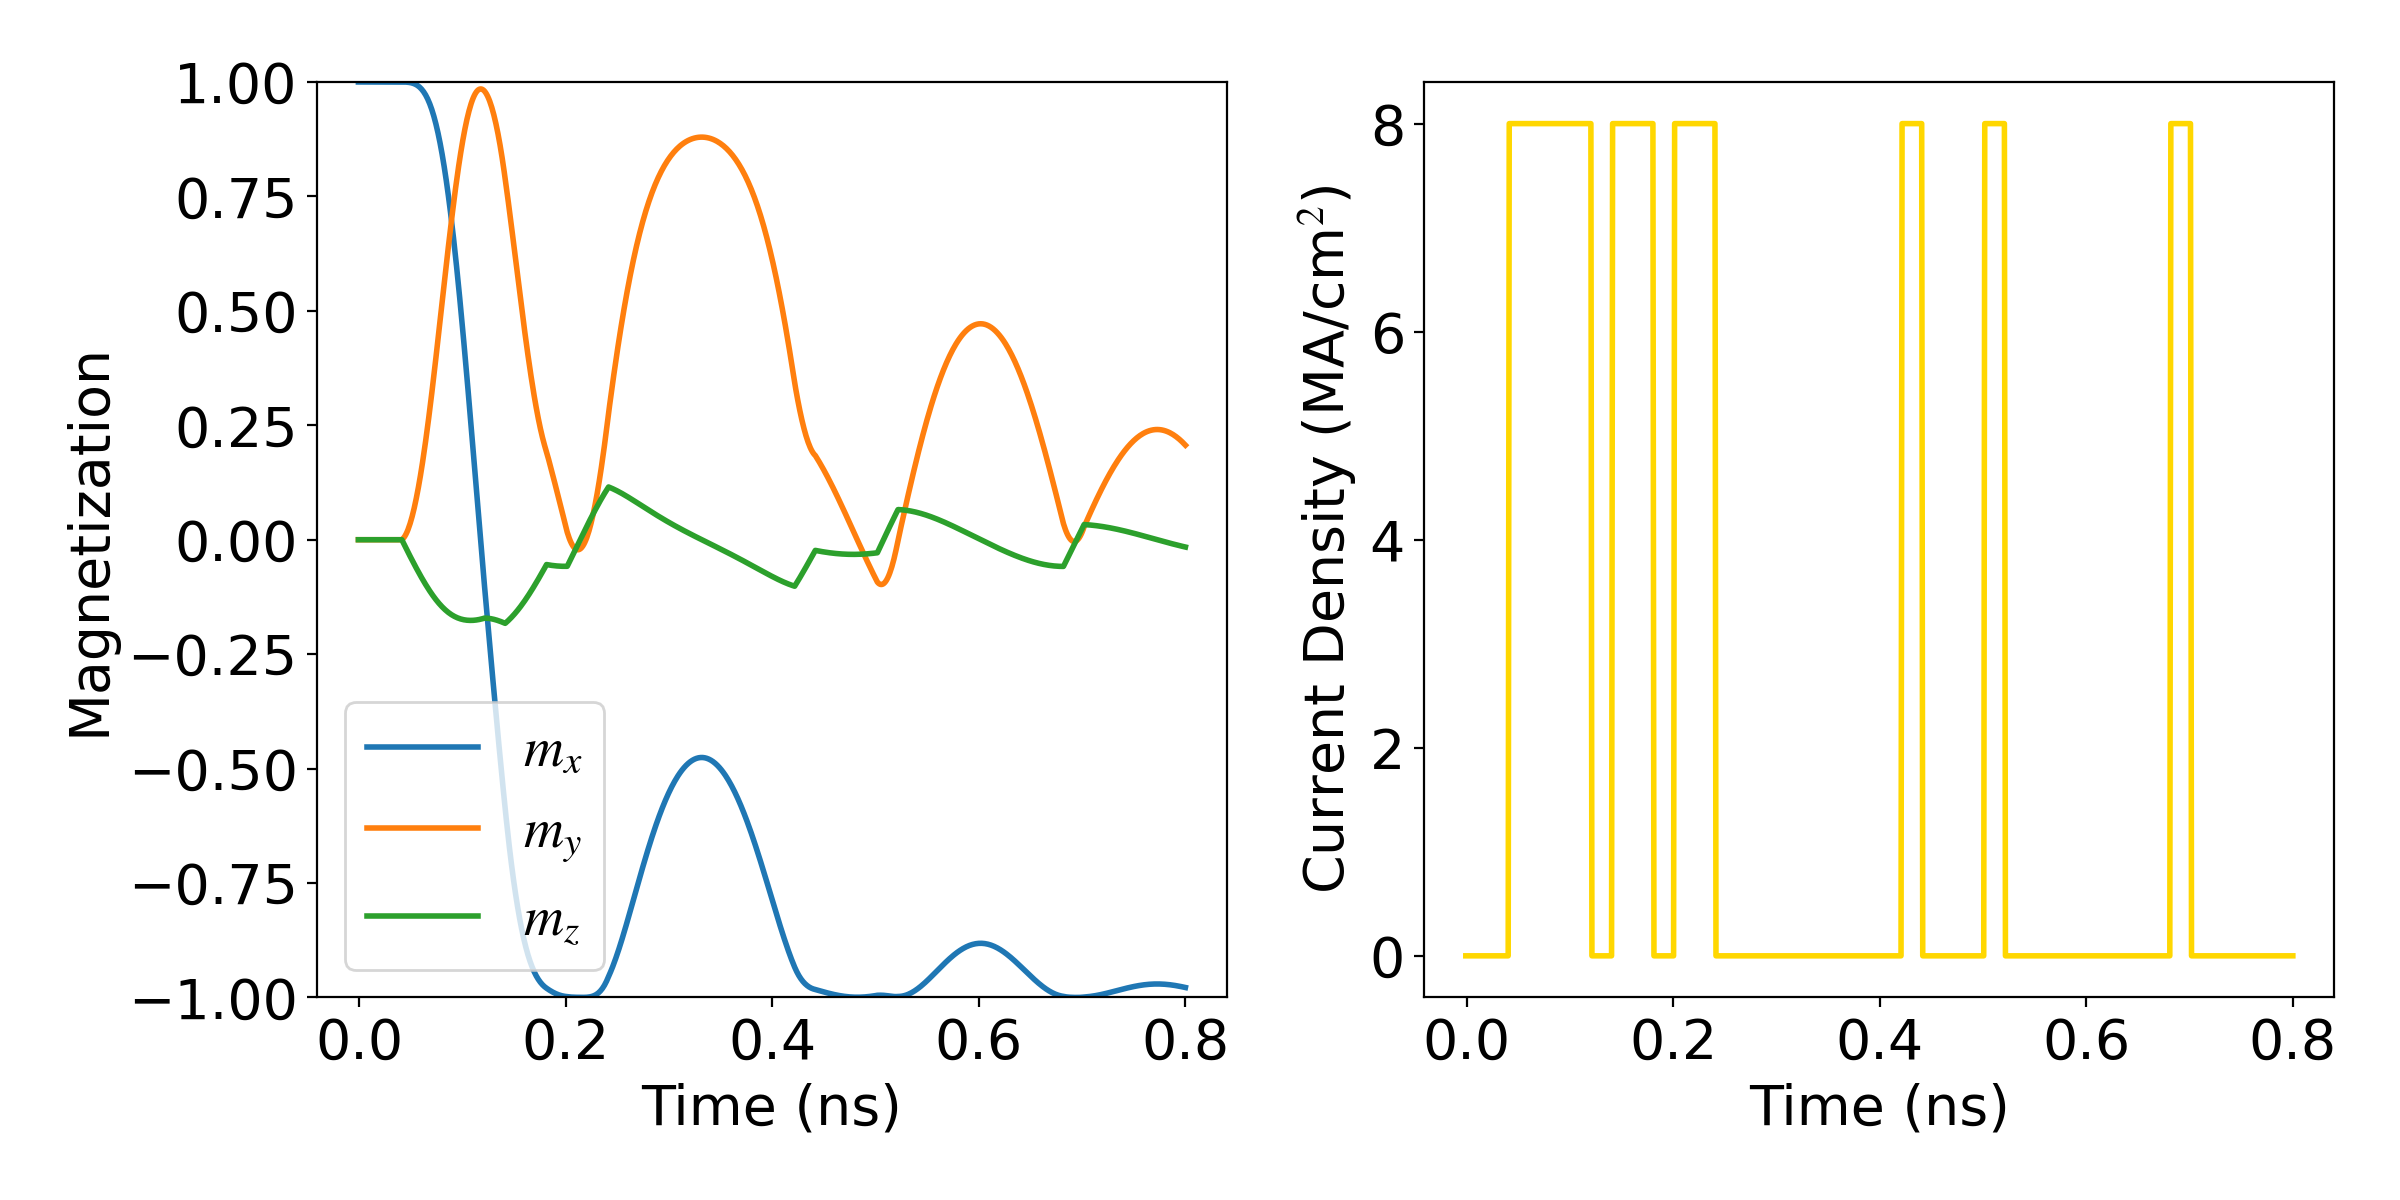 Magnetization
1.00
0.75
0.50
0.25
0.00
−0.25
−0.50
−0.75
−1.00
m_x
m_y
m_z
0.0 0.2 0.4 0.6 0.8
Time (ns)
Current Density (MA/cm²)
8
6
4
2
0
0.0 0.2 0.4 0.6 0.8
Time (ns)